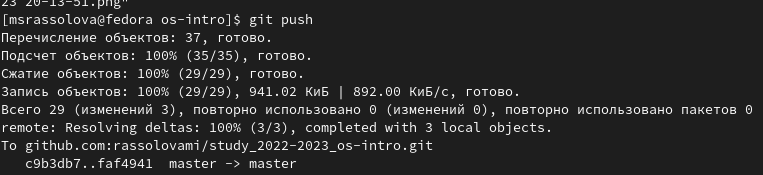 23 20-13-51.png"
[msrassolova@fedora os-intro]$ git push
Перечисление объектов: 37, готово.
Подсчет объектов: 100% (35/35), готово.
Сжатие объектов: 100% (29/29), готово.
Запись объектов: 100% (29/29), 941.02 КиБ | 892.00 КиБ/с, готово.
Всего 29 (изменений 3), повторно использовано 0 (изменений 0), повторно использовано пакетов 0
remote: Resolving deltas: 100% (3/3), completed with 3 local objects.
To github.com:rassolovami/study_2022-2023_os-intro.git
   c9b3db7..faf4941  master -> master